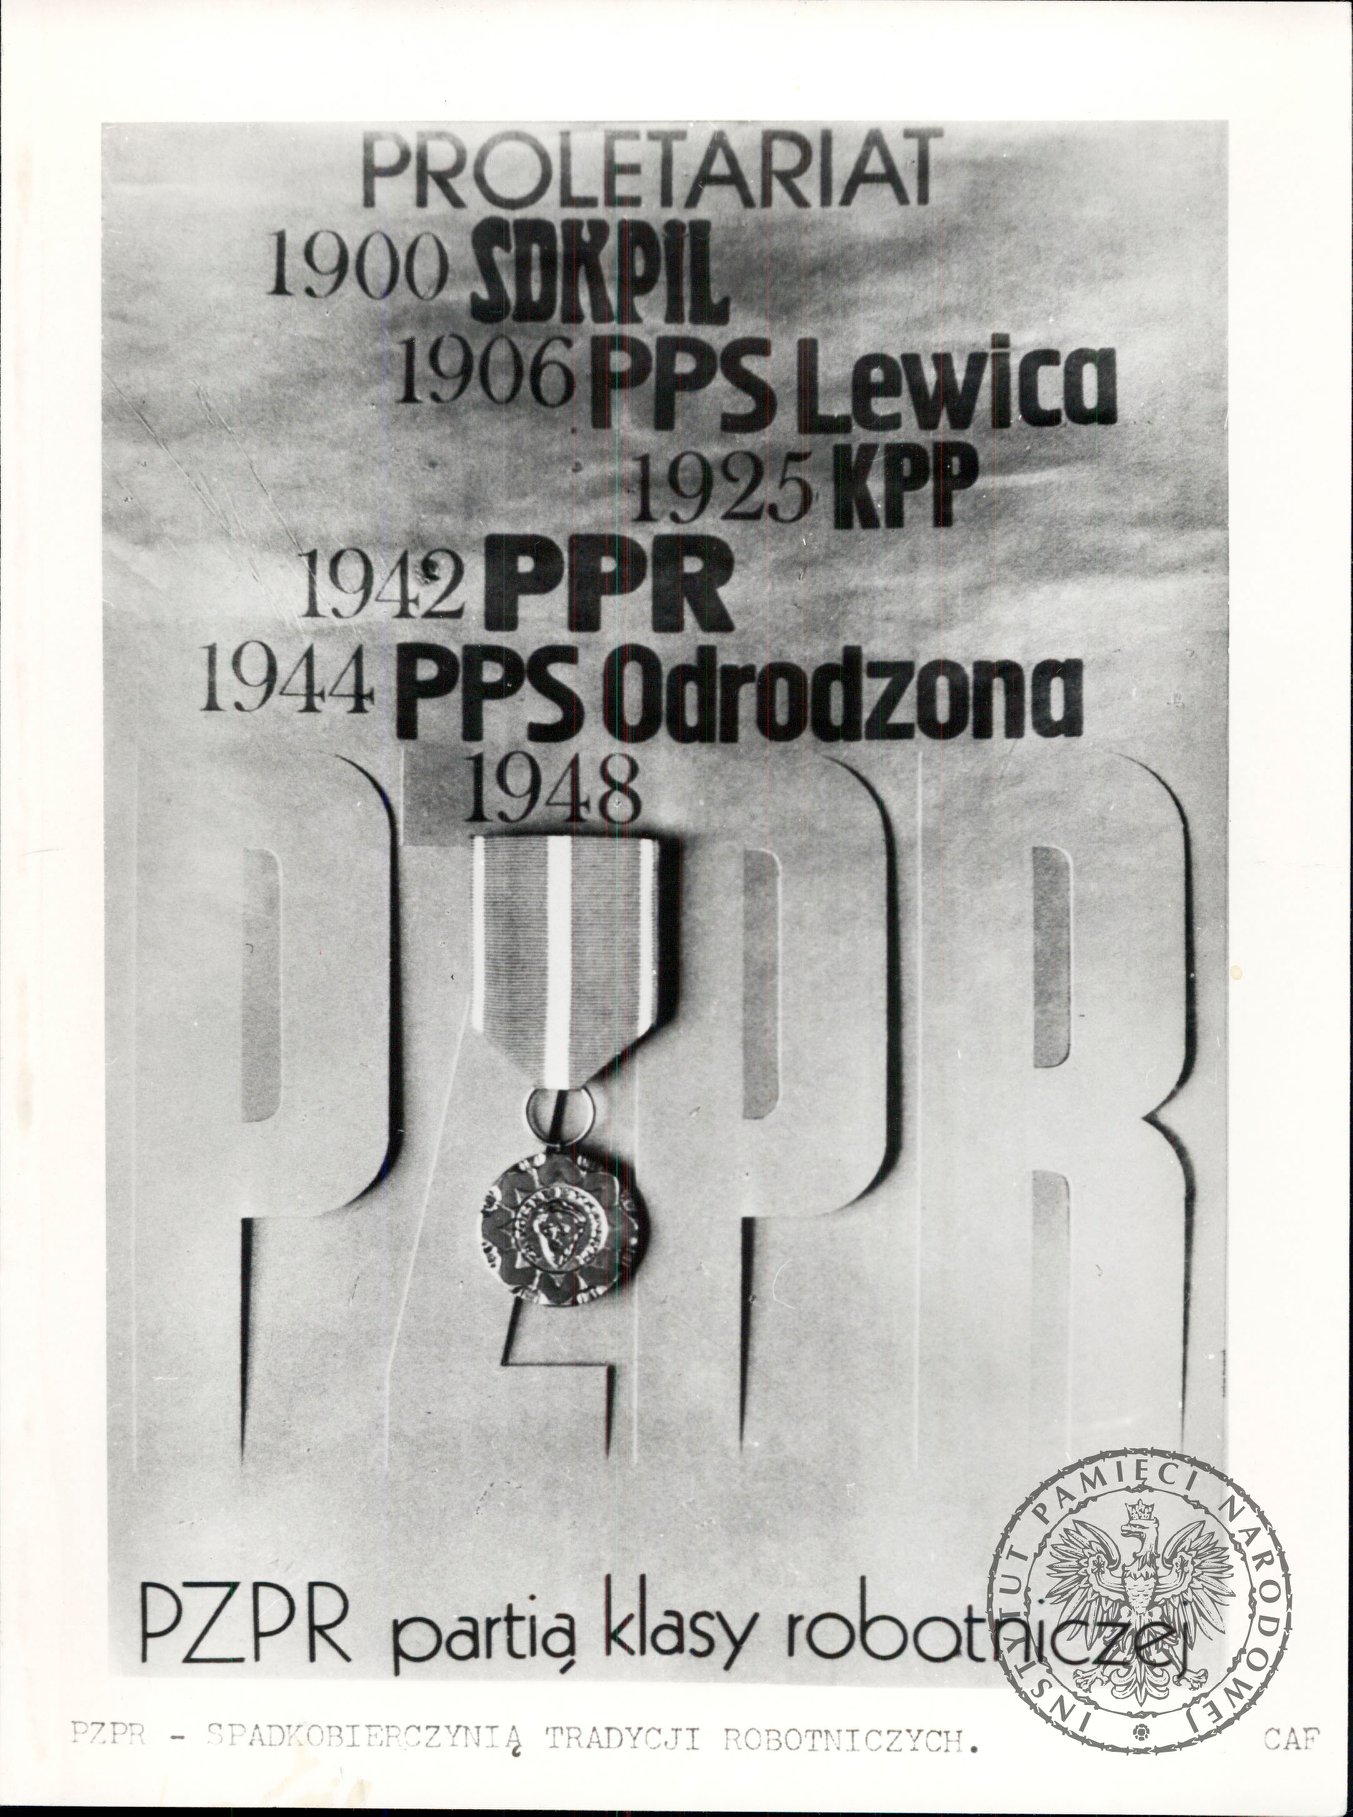 PROLETARIAT
1900 SDKPiL
1906 PPS Lewica
1925 KPP
1942 PPR
1944 PPS Odrodzona
1948
PZPR
PZPR partią klasy robotniczej
INSTYTUT PAMIĘCI NARODOWEJ
PZPR - SPADKOBIERCZYNIĄ TRADYCJI ROBOTNICZYCH. CAF